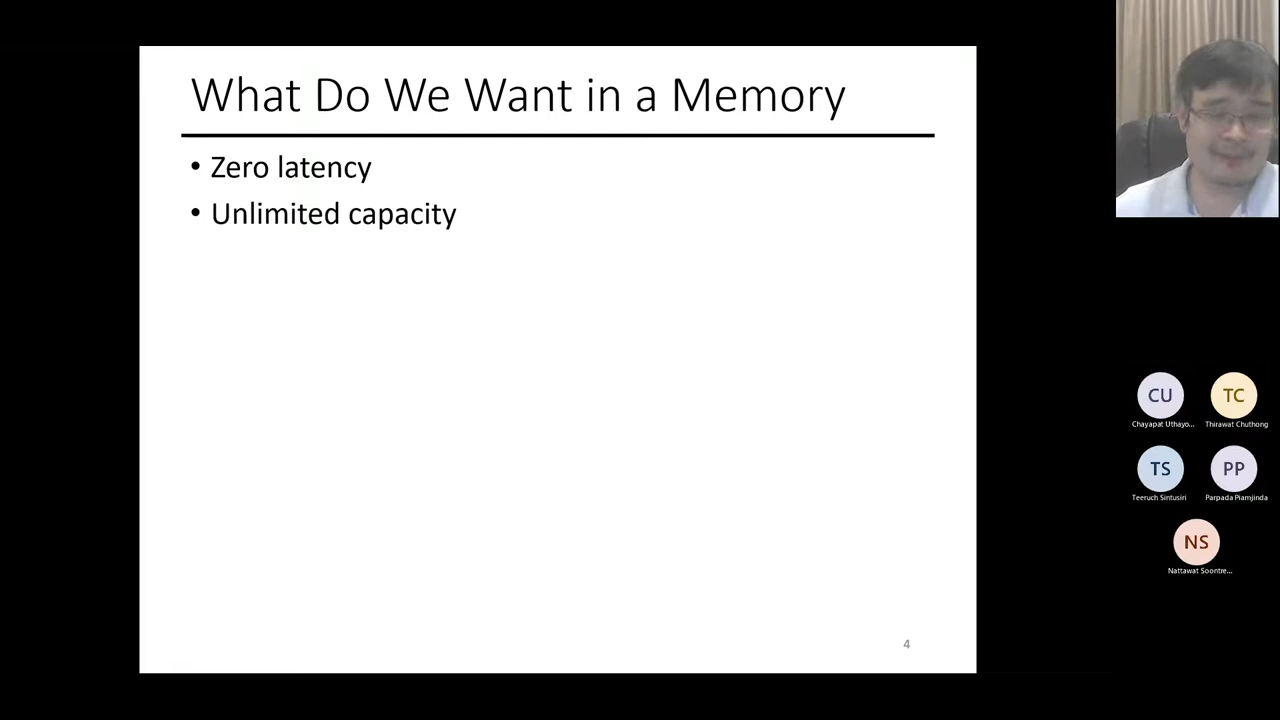 What Do We Want in a Memory
• Zero latency
• Unlimited capacity
4
CU
TC
Chayapat Uthayo...
Thirawat Chuthong
TS
PP
Teeruch Sintusiri
Parpada Piamjinda
NS
Nattawat Soontre...